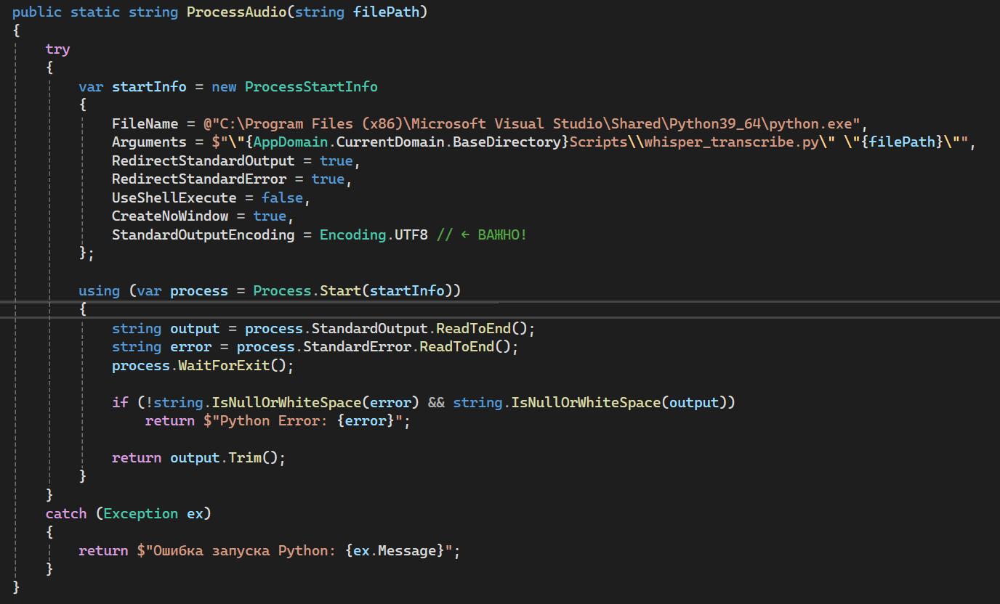 public static string ProcessAudio(string filePath)
{
    try
    {
        var startInfo = new ProcessStartInfo
        {
            FileName = @"C:\Program Files (x86)\Microsoft Visual Studio\Shared\Python39_64\python.exe",
            Arguments = $"\"{AppDomain.CurrentDomain.BaseDirectory}Scripts\\whisper_transcribe.py\" \"{filePath}\"",
            RedirectStandardOutput = true,
            RedirectStandardError = true,
            UseShellExecute = false,
            CreateNoWindow = true,
            StandardOutputEncoding = Encoding.UTF8 // ← ВАЖНО!
        };

        using (var process = Process.Start(startInfo))
        {
            string output = process.StandardOutput.ReadToEnd();
            string error = process.StandardError.ReadToEnd();
            process.WaitForExit();

            if (!string.IsNullOrWhiteSpace(error) && string.IsNullOrWhiteSpace(output))
                return $"Python Error: {error}";

            return output.Trim();
        }
    }
    catch (Exception ex)
    {
        return $"Ошибка запуска Python: {ex.Message}";
    }
}